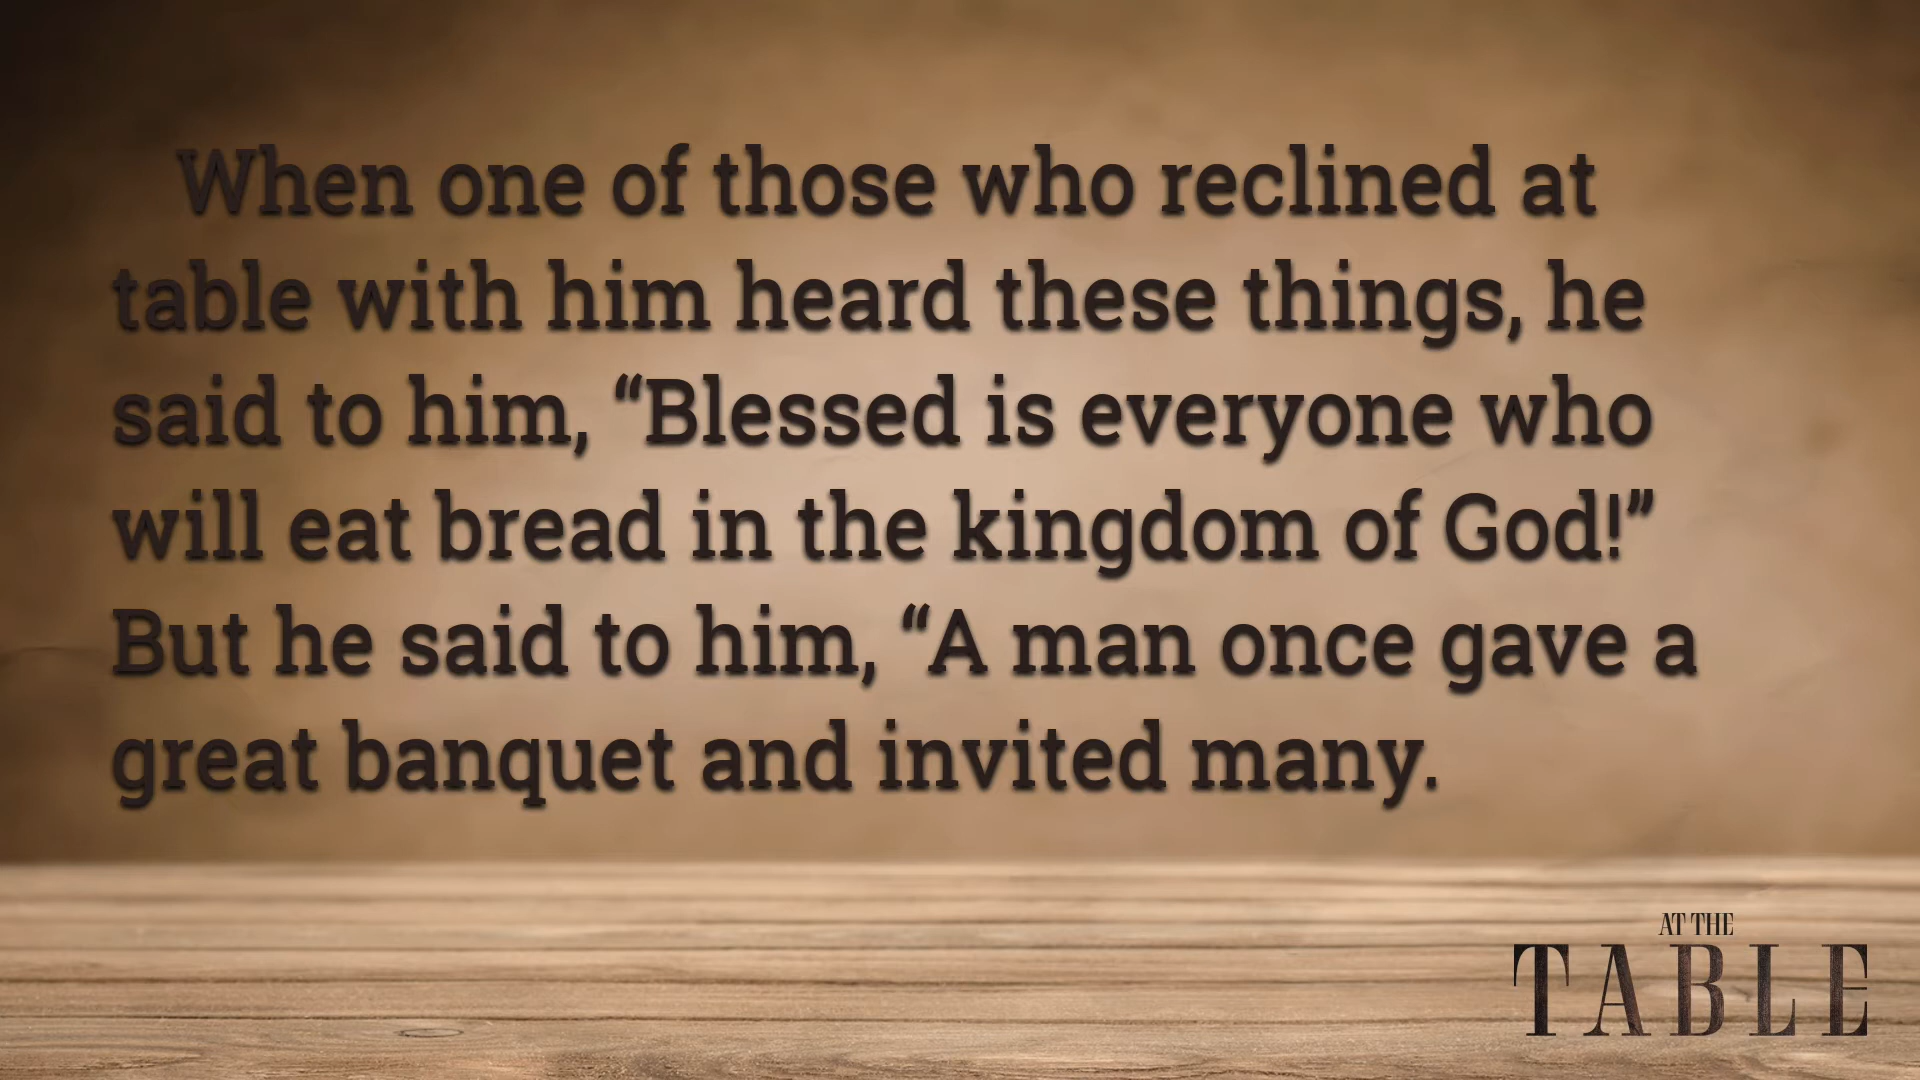 When one of those who reclined at
table with him heard these things, he
said to him, “Blessed is everyone who
will eat bread in the kingdom of God!”
But he said to him, “A man once gave a
great banquet and invited many.
AT THE
TABLE